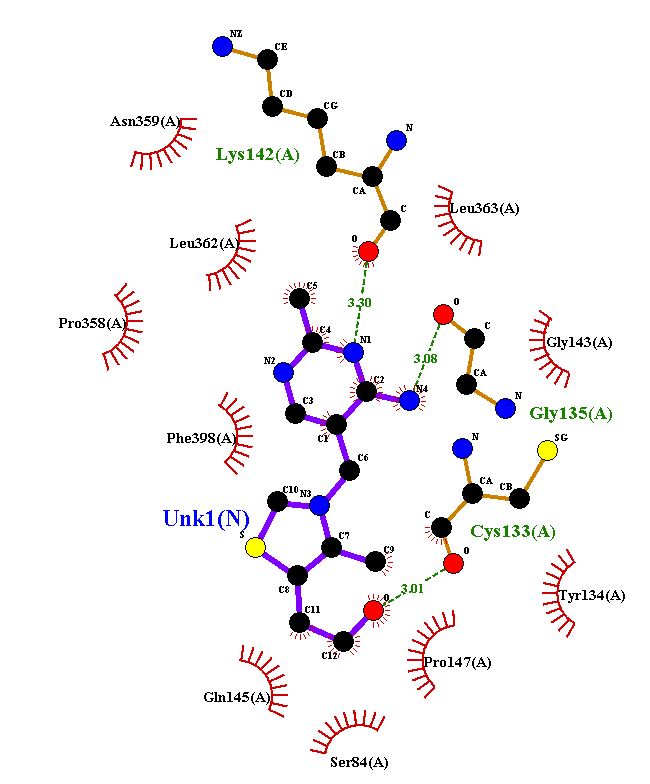 NZ
CE
CD
CG
Asn359(A)
N
Lys142(A)
CB
CA
C
Leu363(A)
O
Leu362(A)
C5
3.30
O
Pro358(A)
C4
N1
C
Gly143(A)
N2
3.08
C2
CA
N4
C3
N
Gly135(A)
C1
Phe398(A)
N
SG
C6
CA
CB
C10
N3
Unk1(N)
C
Cys133(A)
S
C7
C9
O
C8
3.01
Tyr134(A)
C11
O
C12
Pro147(A)
Gln145(A)
Ser84(A)